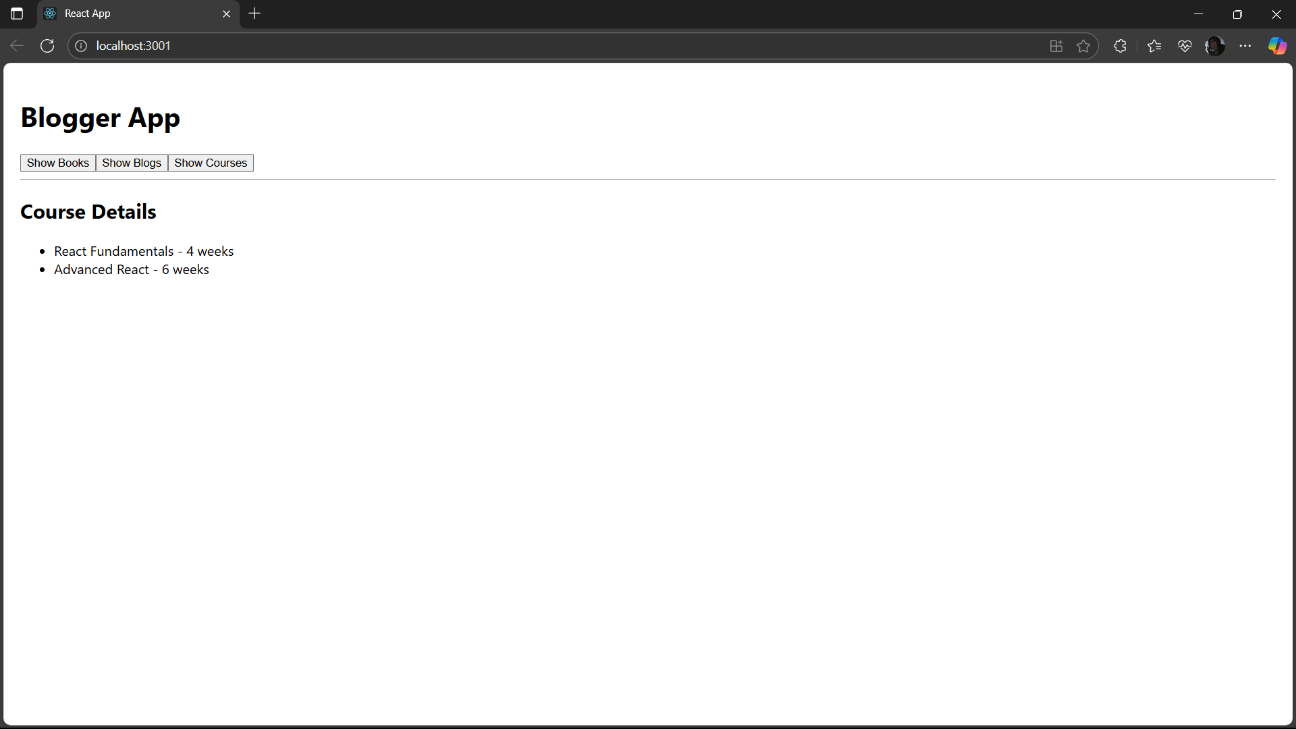 React App
localhost:3001
Blogger App
Show Books Show Blogs Show Courses
Course Details
React Fundamentals - 4 weeks
Advanced React - 6 weeks